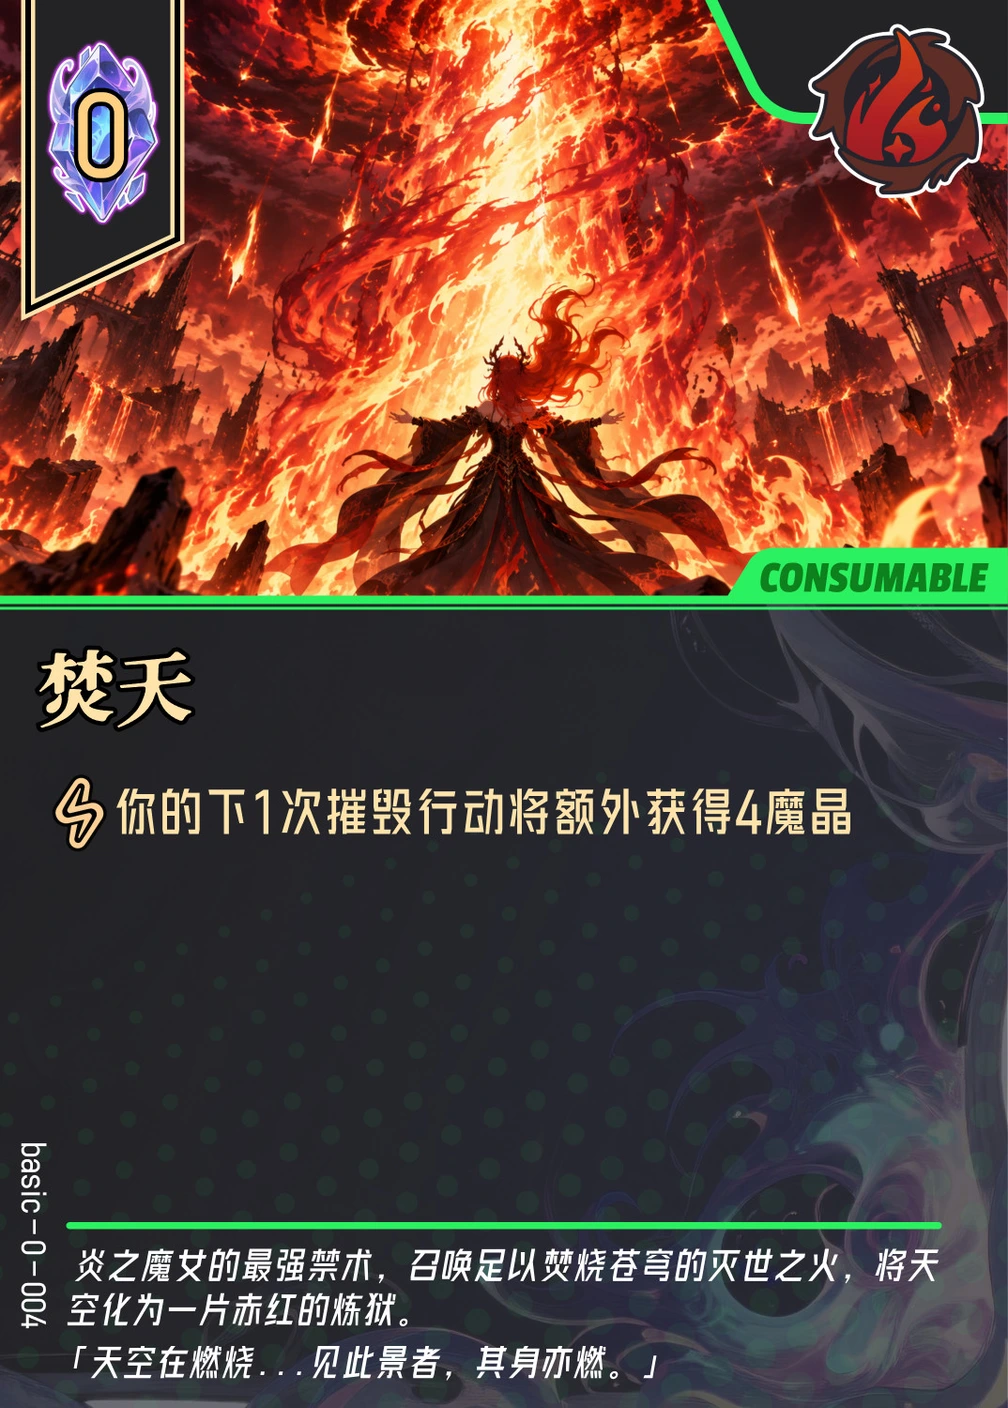 0
CONSUMABLE
焚天
你的下1次摧毁行动将额外获得4魔晶
basic-0-004
炎之魔女的最强禁术，召唤足以焚烧苍穹的灭世之火，将天
空化为一片赤红的炼狱。
「天空在燃烧...见此景者，其身亦燃。」